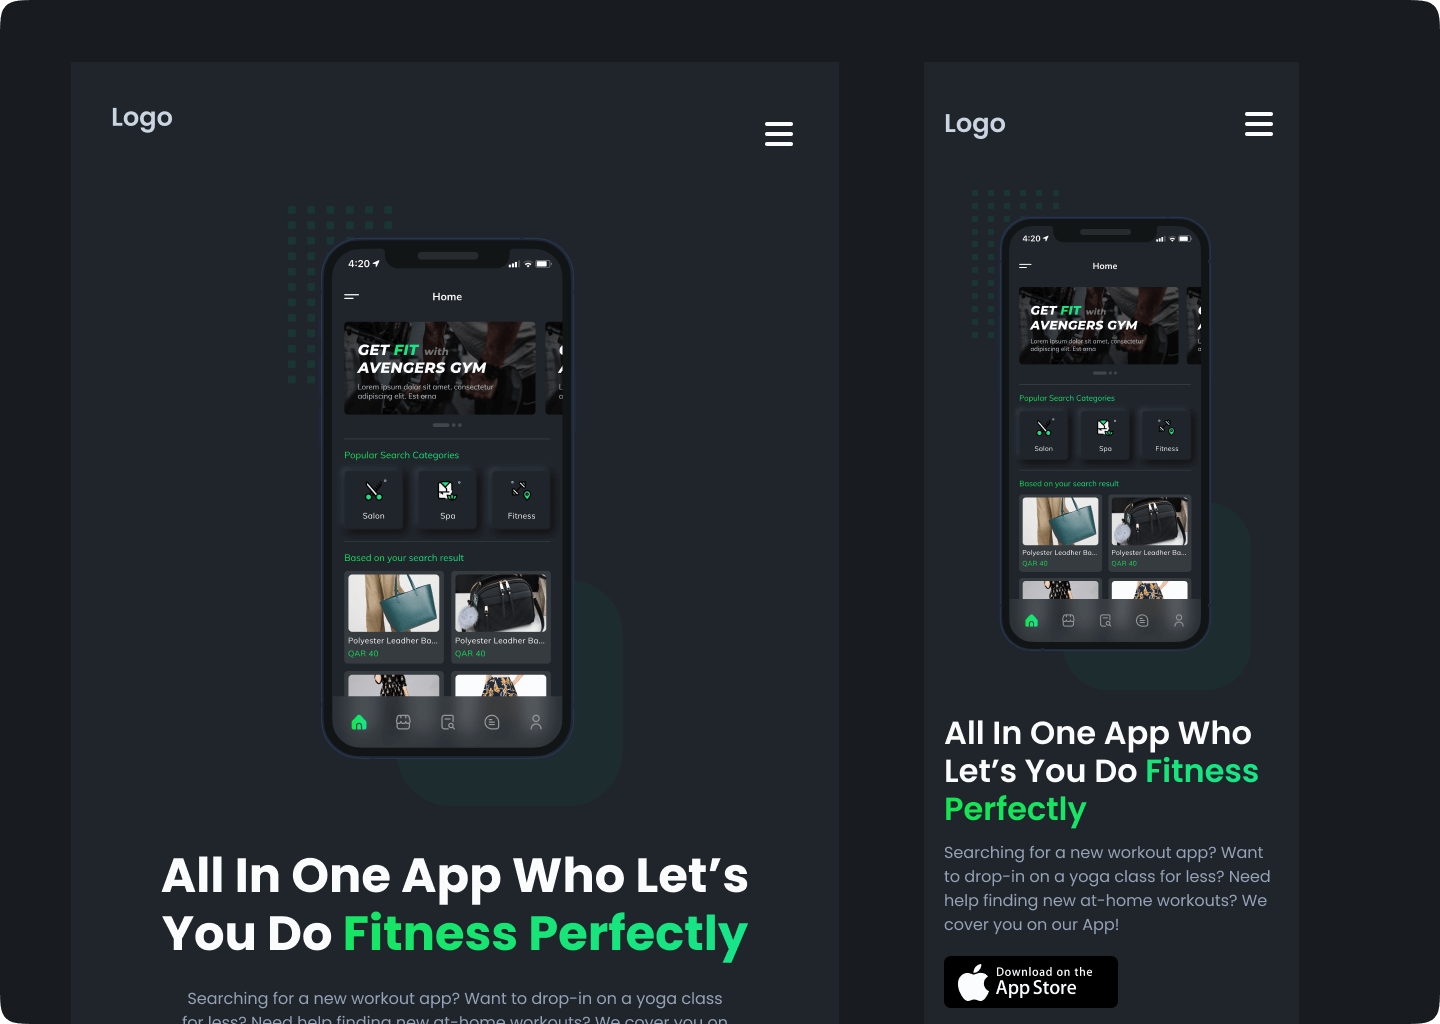 Logo
4:20
Home
GET FIT with
AVENGERS GYM
Lorem ipsum dolor sit amet, consectetur
adipiscing elit. Est orna
Popular Search Categories
Salon
Spa
Fitness
Based on your search result
Polyester Leadher Ba...
QAR 40
Polyester Leadher Ba...
QAR 40
All In One App Who Let’s
You Do Fitness Perfectly
Searching for a new workout app? Want to drop-in on a yoga class
for less? Need help finding new at-home workouts? We cover you on
Logo
4:20
Home
GET FIT with
AVENGERS GYM
Lorem ipsum dolor sit amet, consectetur
adipiscing elit. Est orna
Popular Search Categories
Salon
Spa
Fitness
Based on your search result
Polyester Leadher Ba...
QAR 40
Polyester Leadher Ba...
QAR 40
All In One App Who
Let’s You Do Fitness
Perfectly
Searching for a new workout app? Want
to drop-in on a yoga class for less? Need
help finding new at-home workouts? We
cover you on our App!
Download on the
App Store